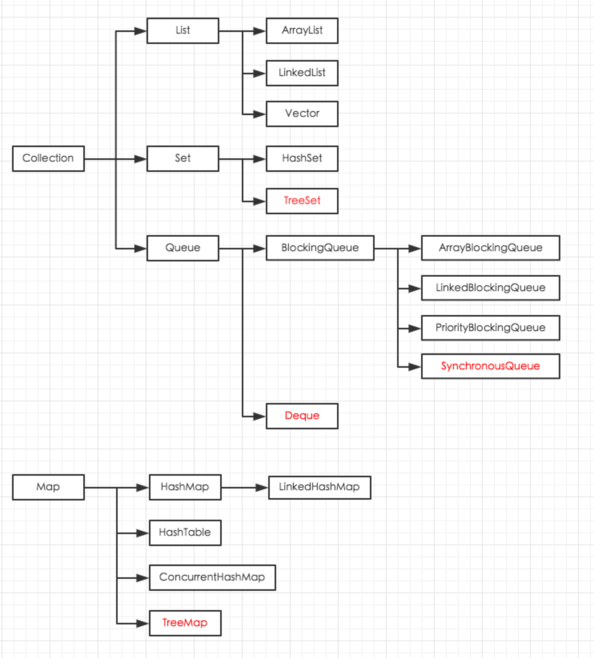 List
ArrayList
LinkedList
Vector
Collection
Set
HashSet
TreeSet
Queue
BlockingQueue
ArrayBlockingQueue
LinkedBlockingQueue
PriorityBlockingQueue
SynchronousQueue
Deque
Map
HashMap
LinkedHashMap
HashTable
ConcurrentHashMap
TreeMap